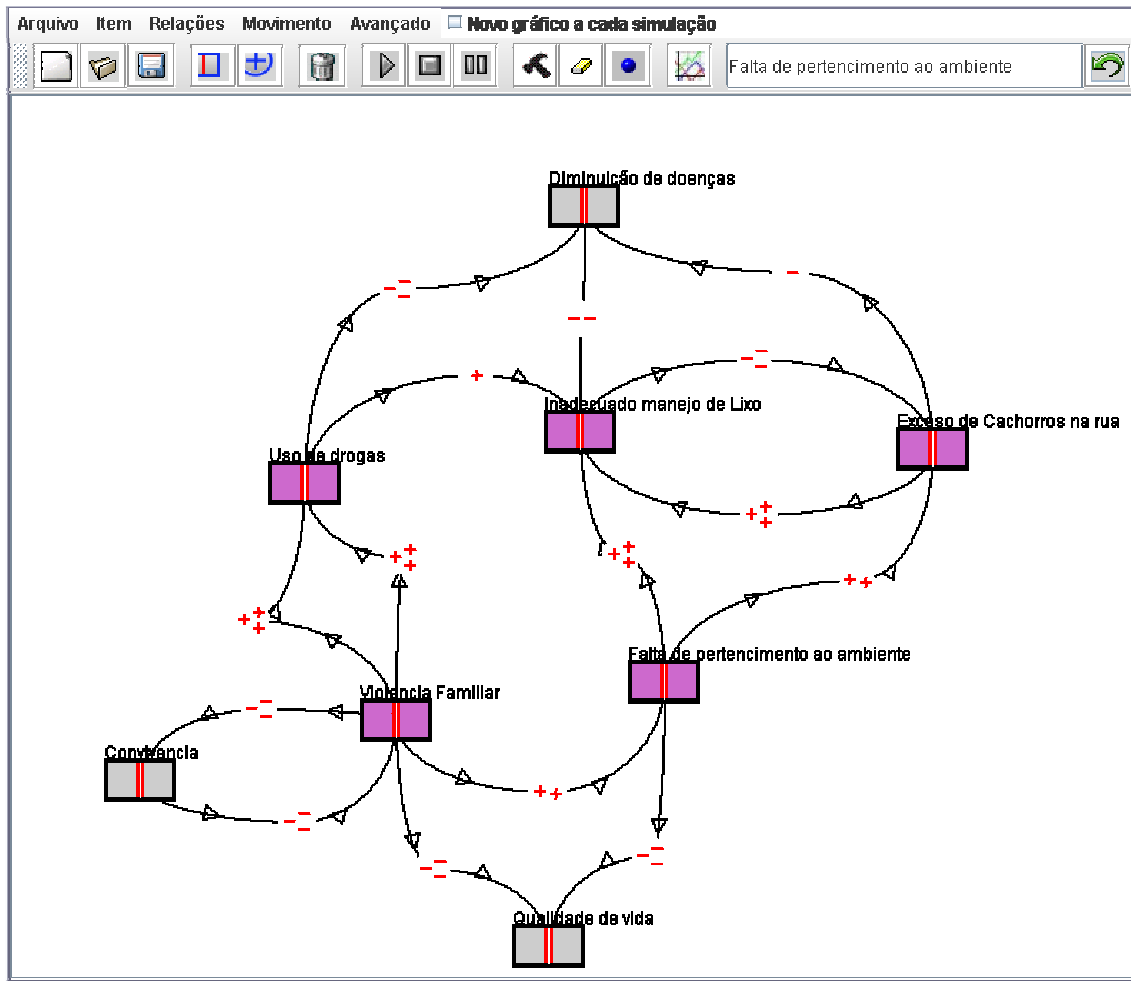 Arquivo Item Relações Movimento Avançado Novo gráfico a cada simulação
Falta de pertencimento ao ambiente
Diminuição de doenças
- =
-
- -
- =
+
Inadequado manejo de Lixo
Exceso de Cachorros na rua
Uso de drogas
+ + +
+ + +
+ + +
+ +
+ + +
Falta de pertencimento ao ambiente
Violencia Familiar
- =
Convivencia
+ +
- =
- =
- =
Qualidade de vida